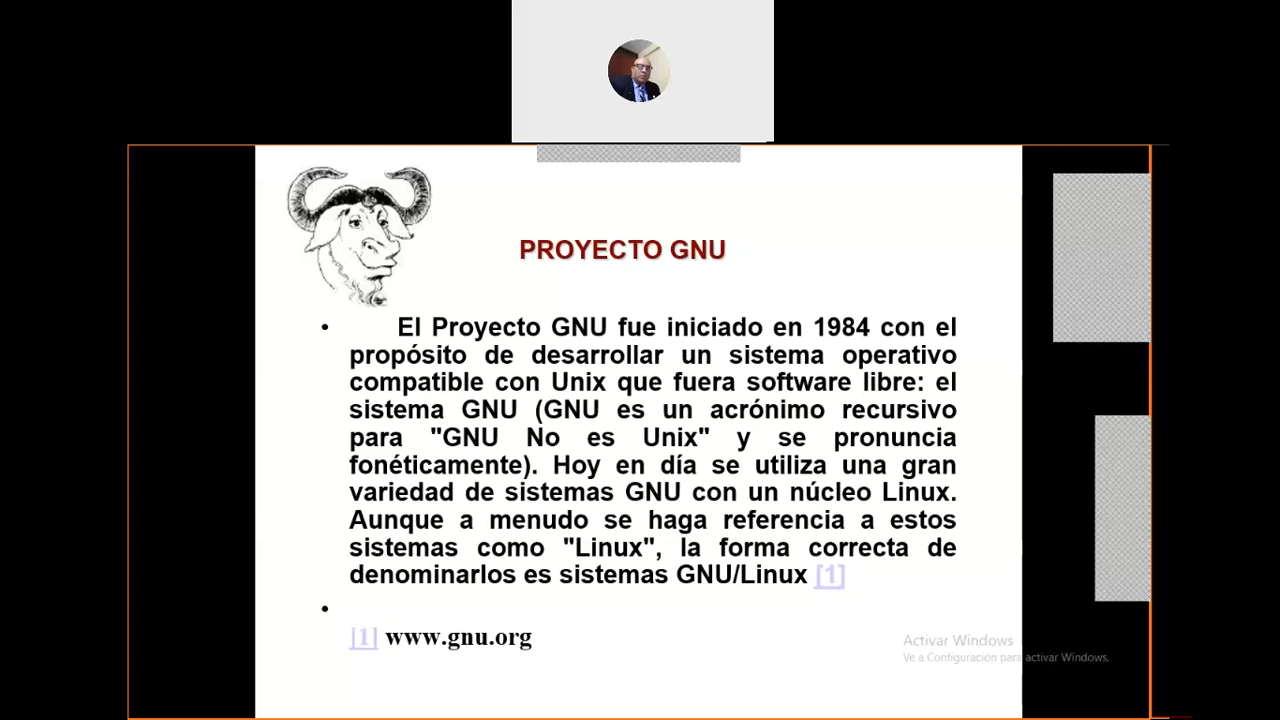 PROYECTO GNU
• El Proyecto GNU fue iniciado en 1984 con el
propósito de desarrollar un sistema operativo
compatible con Unix que fuera software libre: el
sistema GNU (GNU es un acrónimo recursivo
para "GNU No es Unix" y se pronuncia
fonéticamente). Hoy en día se utiliza una gran
variedad de sistemas GNU con un núcleo Linux.
Aunque a menudo se haga referencia a estos
sistemas como "Linux", la forma correcta de
denominarlos es sistemas GNU/Linux [1]
•
[1] www.gnu.org
Activar Windows
Ve a Configuración para activar Windows.